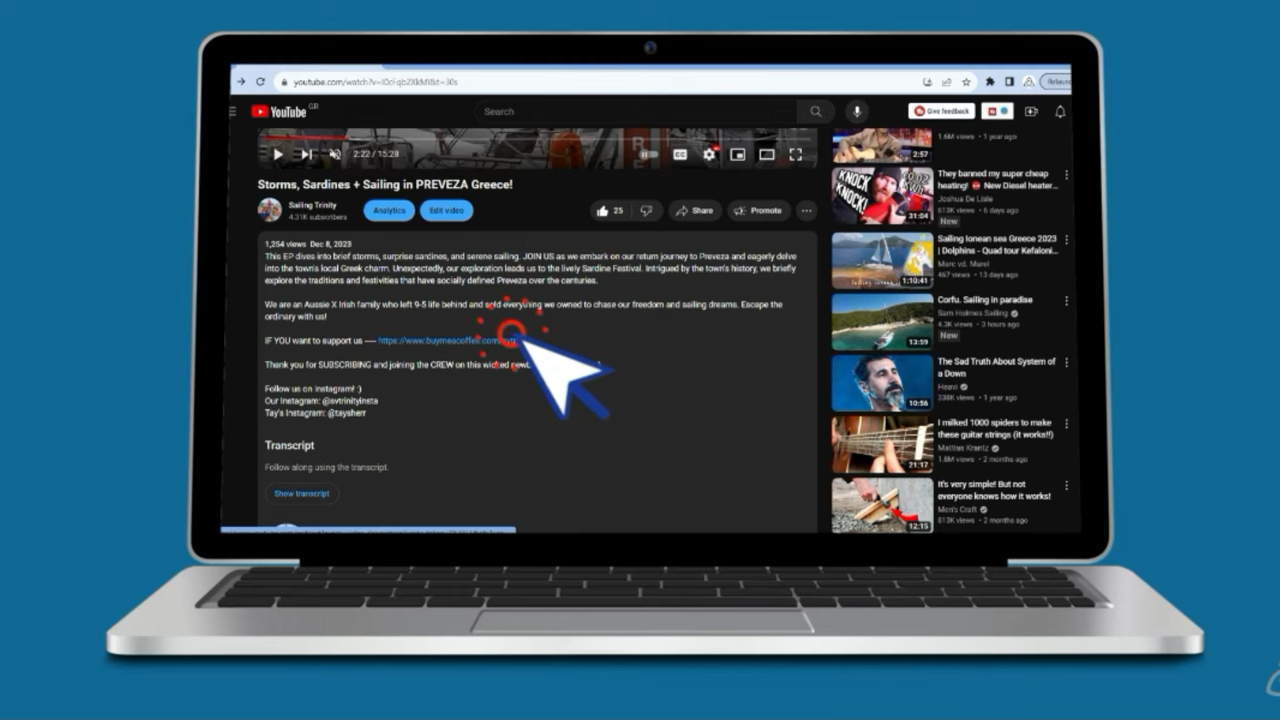 YouTube GR
Search
Give feedback
R
2:22 / 15:28
CC
Storms, Sardines + Sailing in PREVEZA Greece!
Sailing Trinity
4.31K subscribers
Analytics
Edit video
25
Share
Promote
1,254 views Dec 8, 2023
This EP dives into brief storms, surprise sardines, and serene sailing. JOIN US as we embark on our return journey to Preveza and eagerly delve
into the town's local Greek charm. Unexpectedly, our exploration leads us to the lively Sardine Festival. Intrigued by the town's history, we briefly
explore the traditions and festivities that have socially defined Preveza over the centuries.
We are an Aussie X Irish family who left 9-5 life behind and sold everything we owned to chase our freedom and sailing dreams. Escape the
ordinary with us!
IF YOU want to support us ---- https://www.buymeacoffee.com/
Thank you for SUBSCRIBING and joining the CREW on this wicked
Follow us on Instagram! :)
Our Instagram: @svtrinityinsta
Tay's Instagram: @taysherr
Transcript
Follow along using the transcript.
Show transcript
1.6M views • 1 year ago
2:57
KNOCK
KNOCK!
31:04
They banned my super cheap
heating! New Diesel heater...
Joshua De Lisle
613K views • 6 days ago
New
Sailing Ionean sea Greece 2023
| Dolphins - Quad tour Kefaloni...
Marc vd. Marel
467 views • 13 days ago
1:10:41
Corfu. Sailing in paradise
Sam Holmes Sailing
6.3K views • 3 hours ago
New
13:59
The Sad Truth About System of
a Down
Heavi
338K views • 1 year ago
10:56
I milked 1000 spiders to make
these guitar strings (it works!!)
Mattias Krantz
1.8M views • 2 months ago
21:17
It's very simple! But not
everyone knows how it works!
Men's Craft
813K views • 2 months ago
12:15